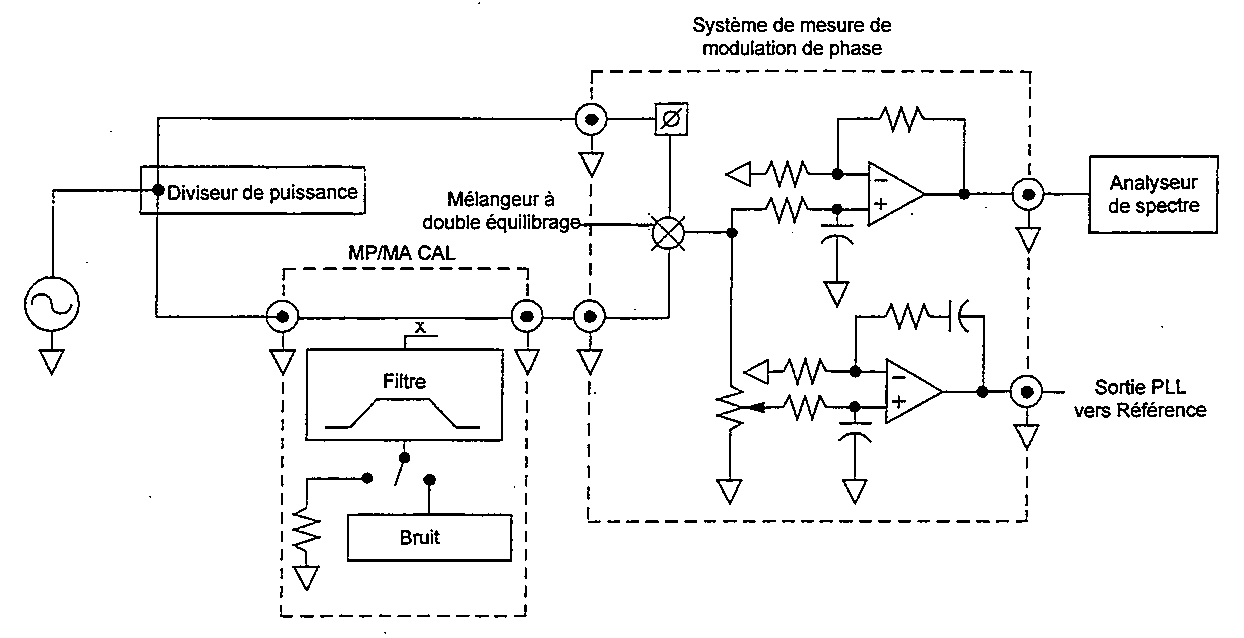 Système de mesure de
modulation de phase
Ø
Diviseur de puissance
Mélangeur à
double équilibrage
Analyseur
de spectre
MP/MA CAL
X
Filtre
Bruit
−
+
−
+
Sortie PLL
vers Référence